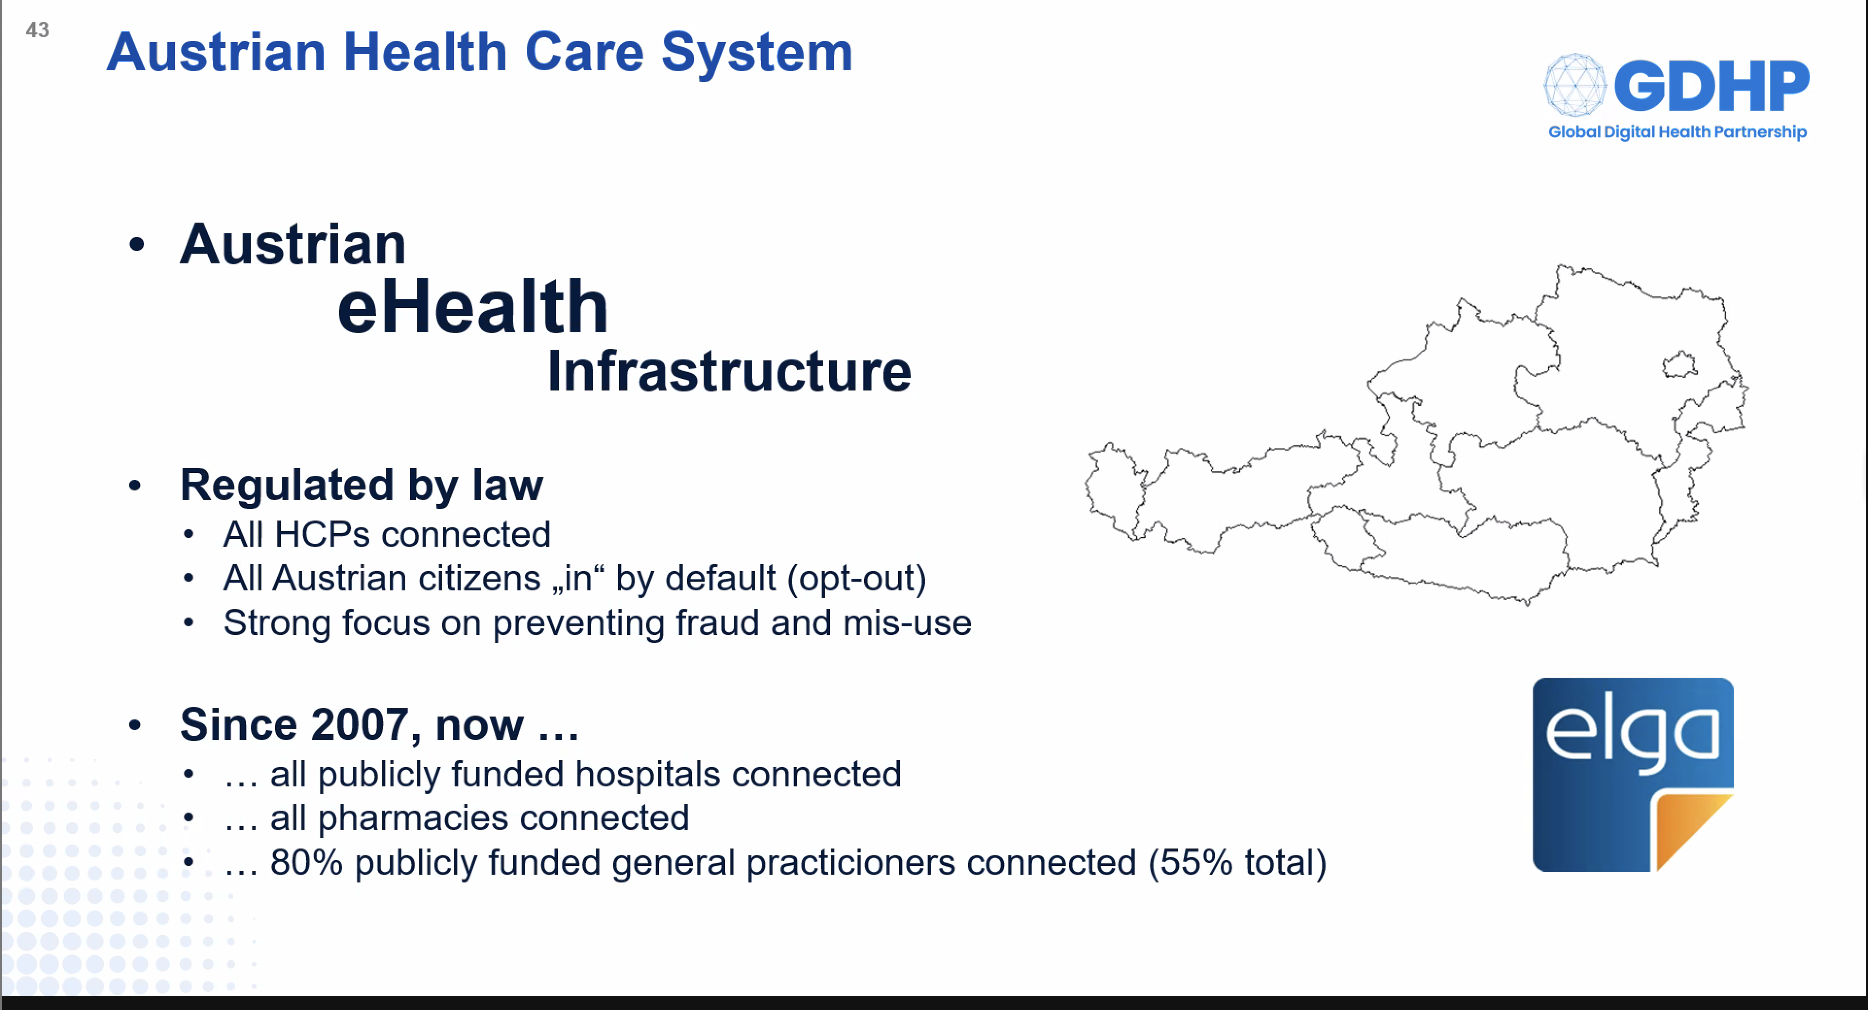 43
Austrian Health Care System
GDHP
Global Digital Health Partnership
• Austrian
eHealth
Infrastructure
• Regulated by law
• All HCPs connected
• All Austrian citizens „in“ by default (opt-out)
• Strong focus on preventing fraud and mis-use
• Since 2007, now …
• … all publicly funded hospitals connected
• … all pharmacies connected
• … 80% publicly funded general practicioners connected (55% total)
elga